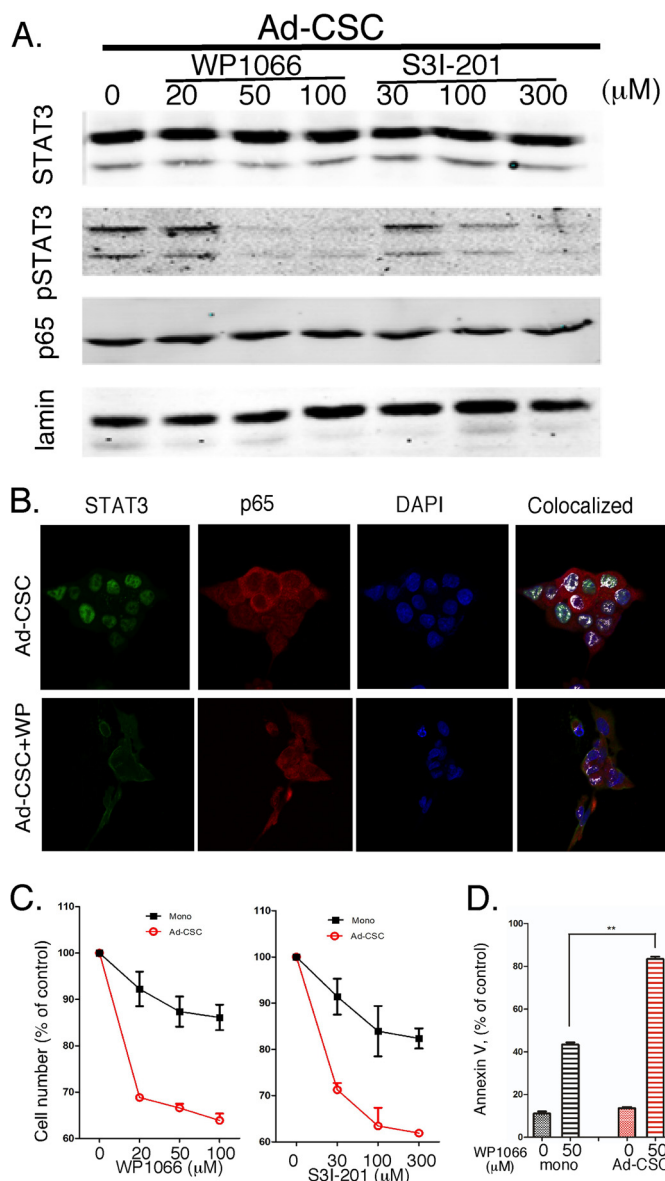 A.
Ad-CSC
WP1066 S3I-201
0 20 50 100 30 100 300 (μM)
STAT3
pSTAT3
p65
lamin
B.
STAT3 p65 DAPI Colocalized
Ad-CSC
Ad-CSC+WP
C.
Cell number (% of control)
110
100
90
80
70
60
Mono
Ad-CSC
0 20 50 100
WP1066
(μM)
110
100
90
80
70
60
Mono
Ad-CSC
0 30 100 300
S3I-201
(μM)
D.
Annexin V, (% of control)
100
80
60
40
20
0
**
WP1066 0 50 0 50
(μM) mono Ad-CSC